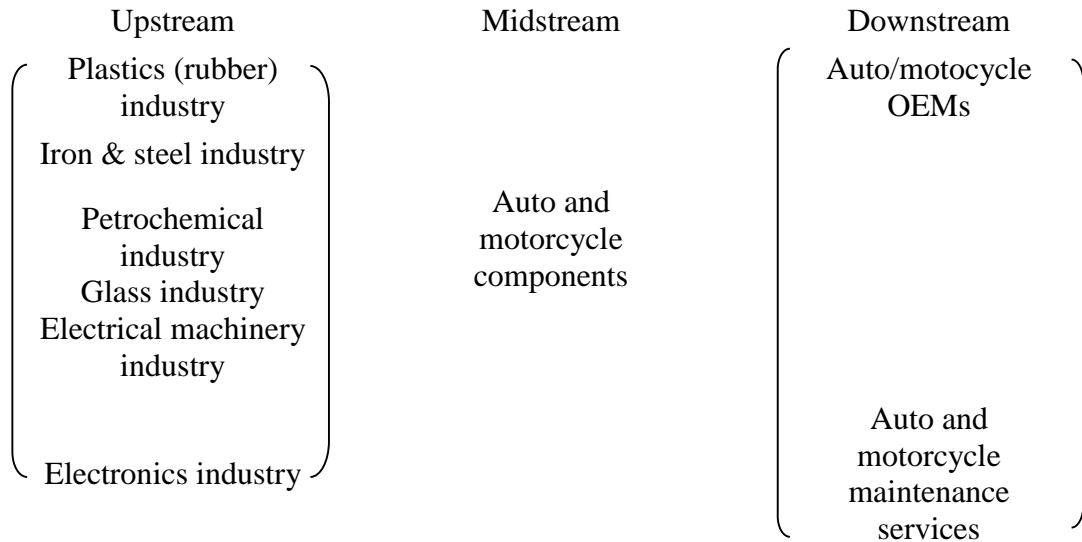 Upstream
Midstream
Downstream
Plastics (rubber)
industry
Iron & steel industry
Petrochemical
industry
Glass industry
Electrical machinery
industry
Electronics industry
Auto and
motorcycle
components
Auto/motocycle
OEMs
Auto and
motorcycle
maintenance
services